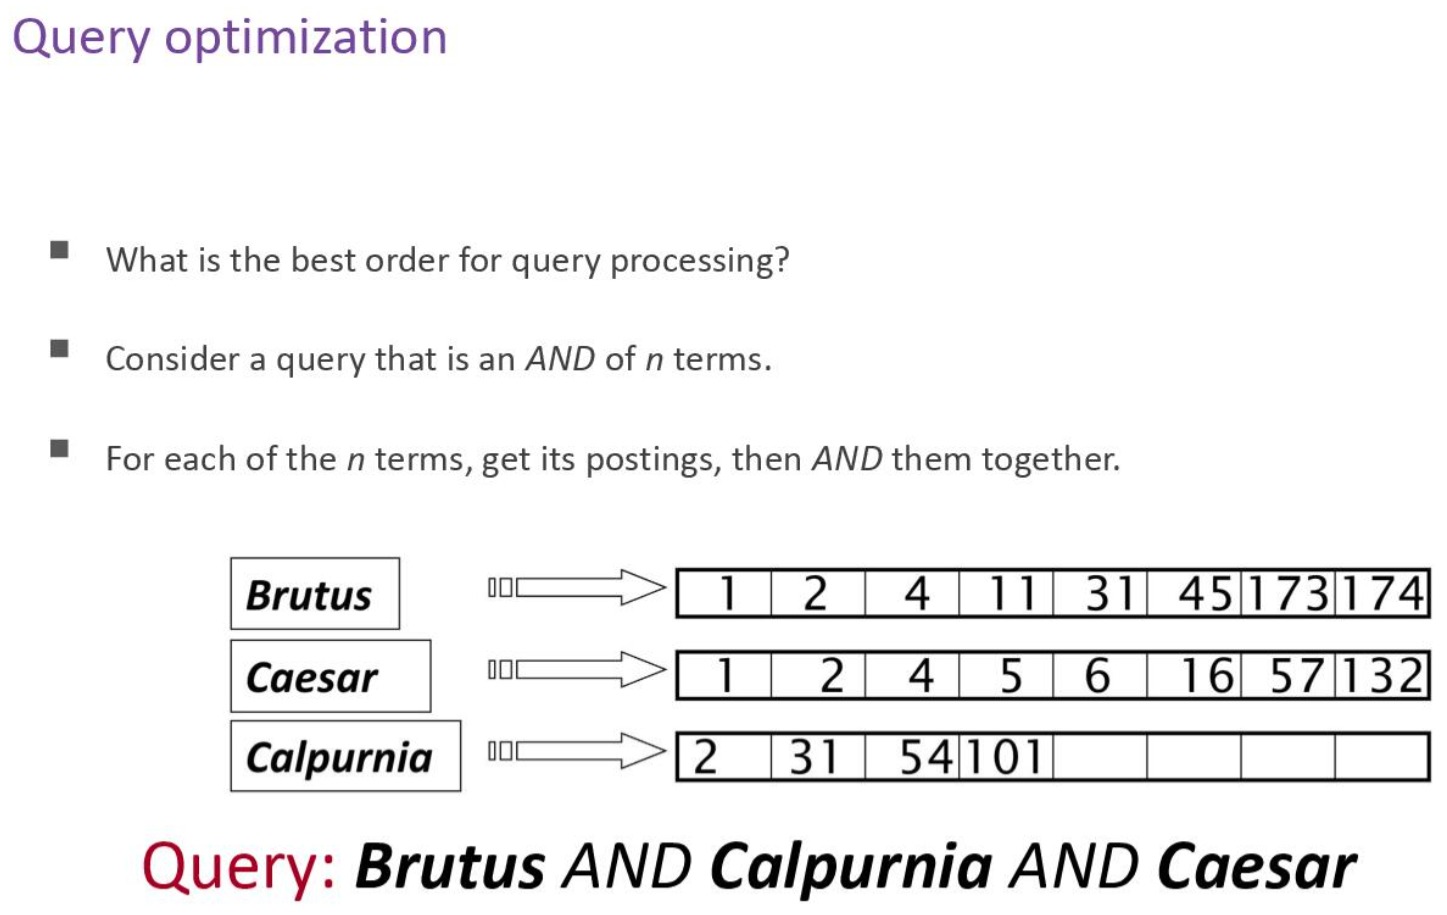 Query optimization
What is the best order for query processing?
Consider a query that is an AND of n terms.
For each of the n terms, get its postings, then AND them together.
Brutus 1 2 4 11 31 45 173 174
Caesar 1 2 4 5 6 16 57 132
Calpurnia 2 31 54 101
Query: Brutus AND Calpurnia AND Caesar